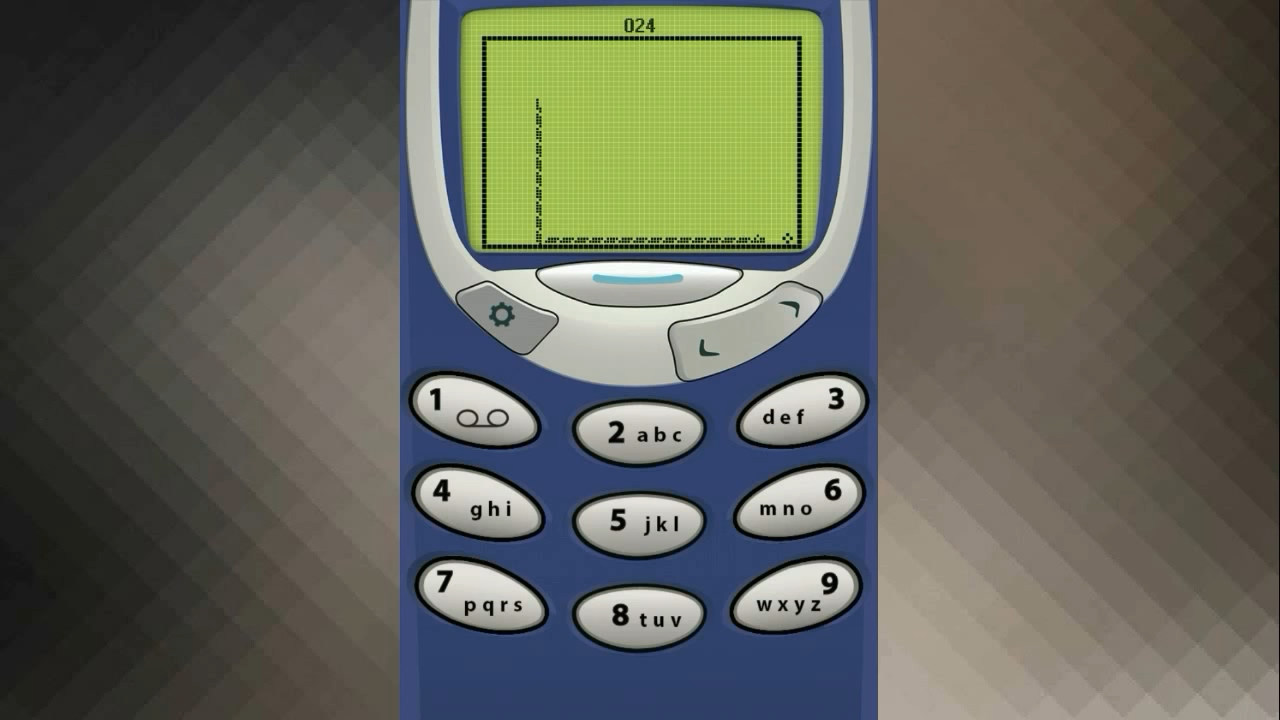 024
1
2 abc
def 3
4 ghi
5 jkl
mno 6
7 pqrs
8 tuv
wxyz 9